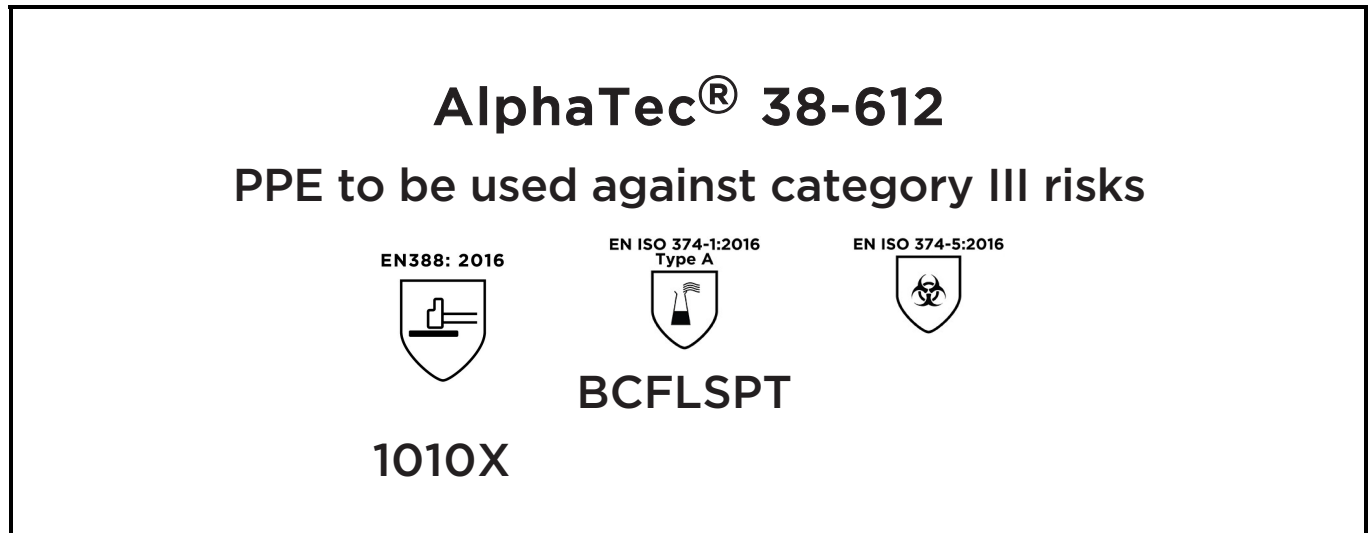 AlphaTec® 38-612
PPE to be used against category III risks
EN388: 2016
EN ISO 374-1:2016
Type A
EN ISO 374-5:2016
BCFLSPT
1010X